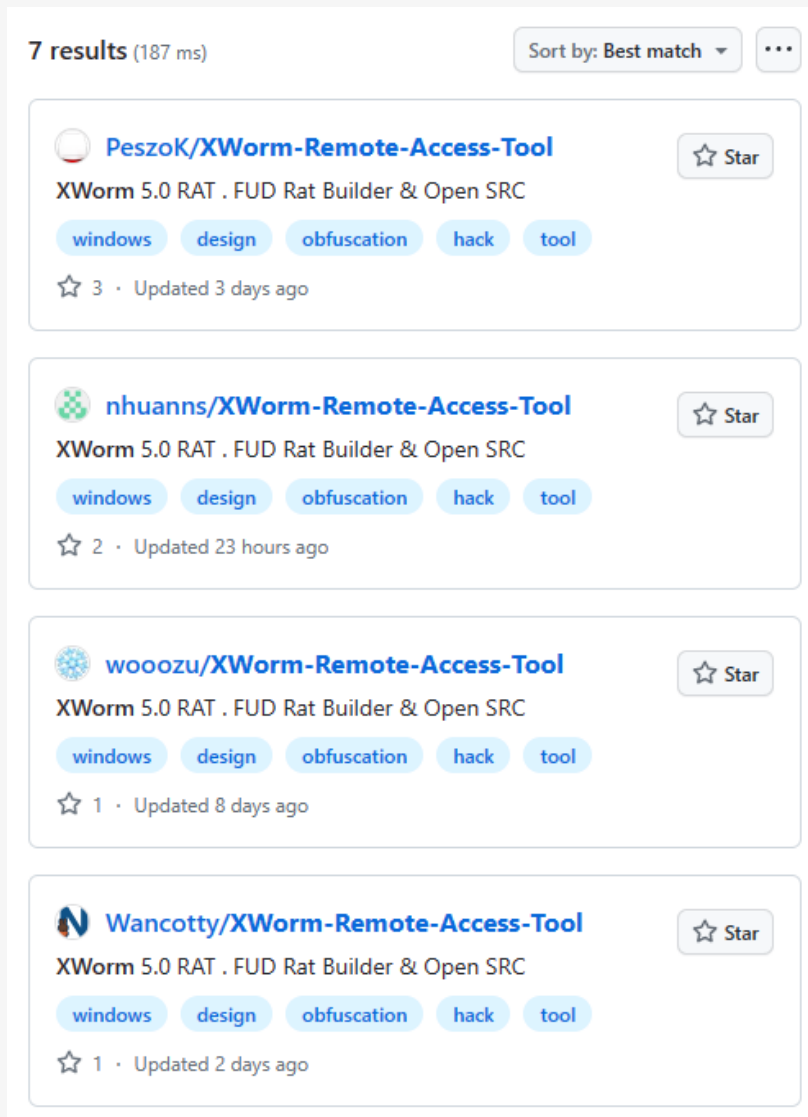 7 results (187 ms) Sort by: Best match ...
PeszoK/XWorm-Remote-Access-Tool Star
XWorm 5.0 RAT . FUD Rat Builder & Open SRC
windows design obfuscation hack tool
3 · Updated 3 days ago
nhuanns/XWorm-Remote-Access-Tool Star
XWorm 5.0 RAT . FUD Rat Builder & Open SRC
windows design obfuscation hack tool
2 · Updated 23 hours ago
wooozu/XWorm-Remote-Access-Tool Star
XWorm 5.0 RAT . FUD Rat Builder & Open SRC
windows design obfuscation hack tool
1 · Updated 8 days ago
N Wancotty/XWorm-Remote-Access-Tool Star
XWorm 5.0 RAT . FUD Rat Builder & Open SRC
windows design obfuscation hack tool
1 · Updated 2 days ago